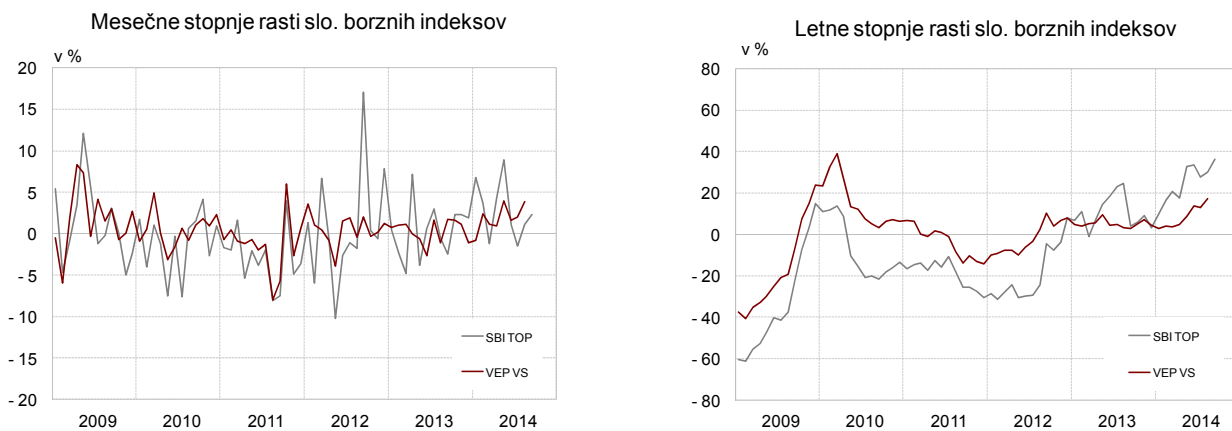 Mesečne stopnje rasti slo. borznih indeksov
v %
20
15
10
5
0
- 5
- 10
- 15
- 20
SBI TOP
VEP VS
2009 2010 2011 2012 2013 2014
Letne stopnje rasti slo. borznih indeksov
v %
80
60
40
20
0
- 20
- 40
- 60
- 80
SBI TOP
VEP VS
2009 2010 2011 2012 2013 2014